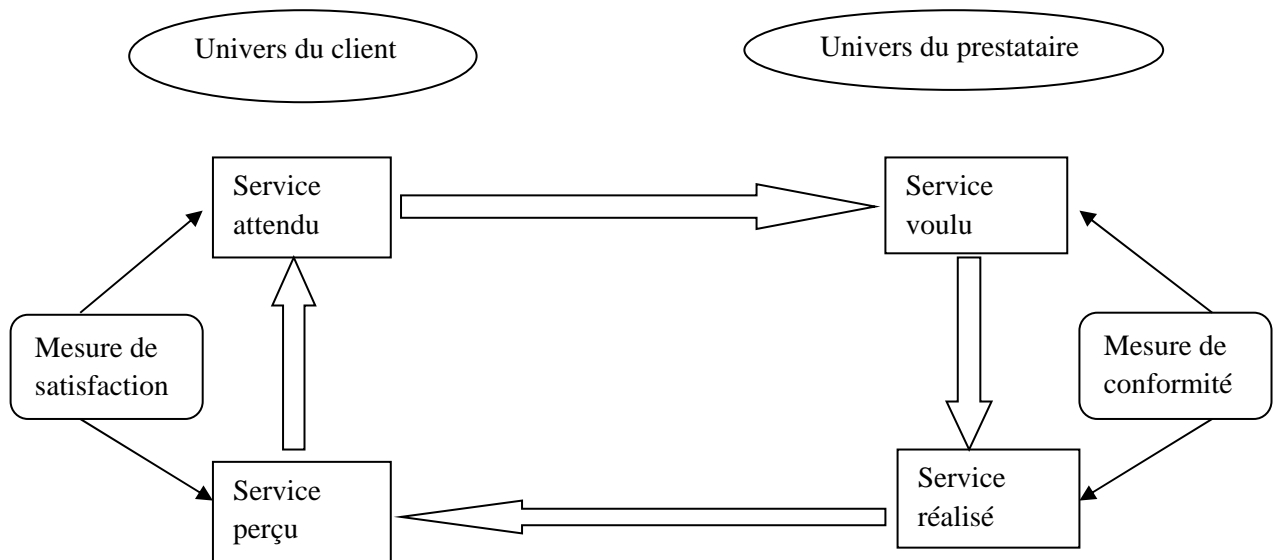 Univers du client
Univers du prestataire
Service
attendu
Service
voulu
Mesure de
satisfaction
Mesure de
conformité
Service
perçu
Service
réalisé